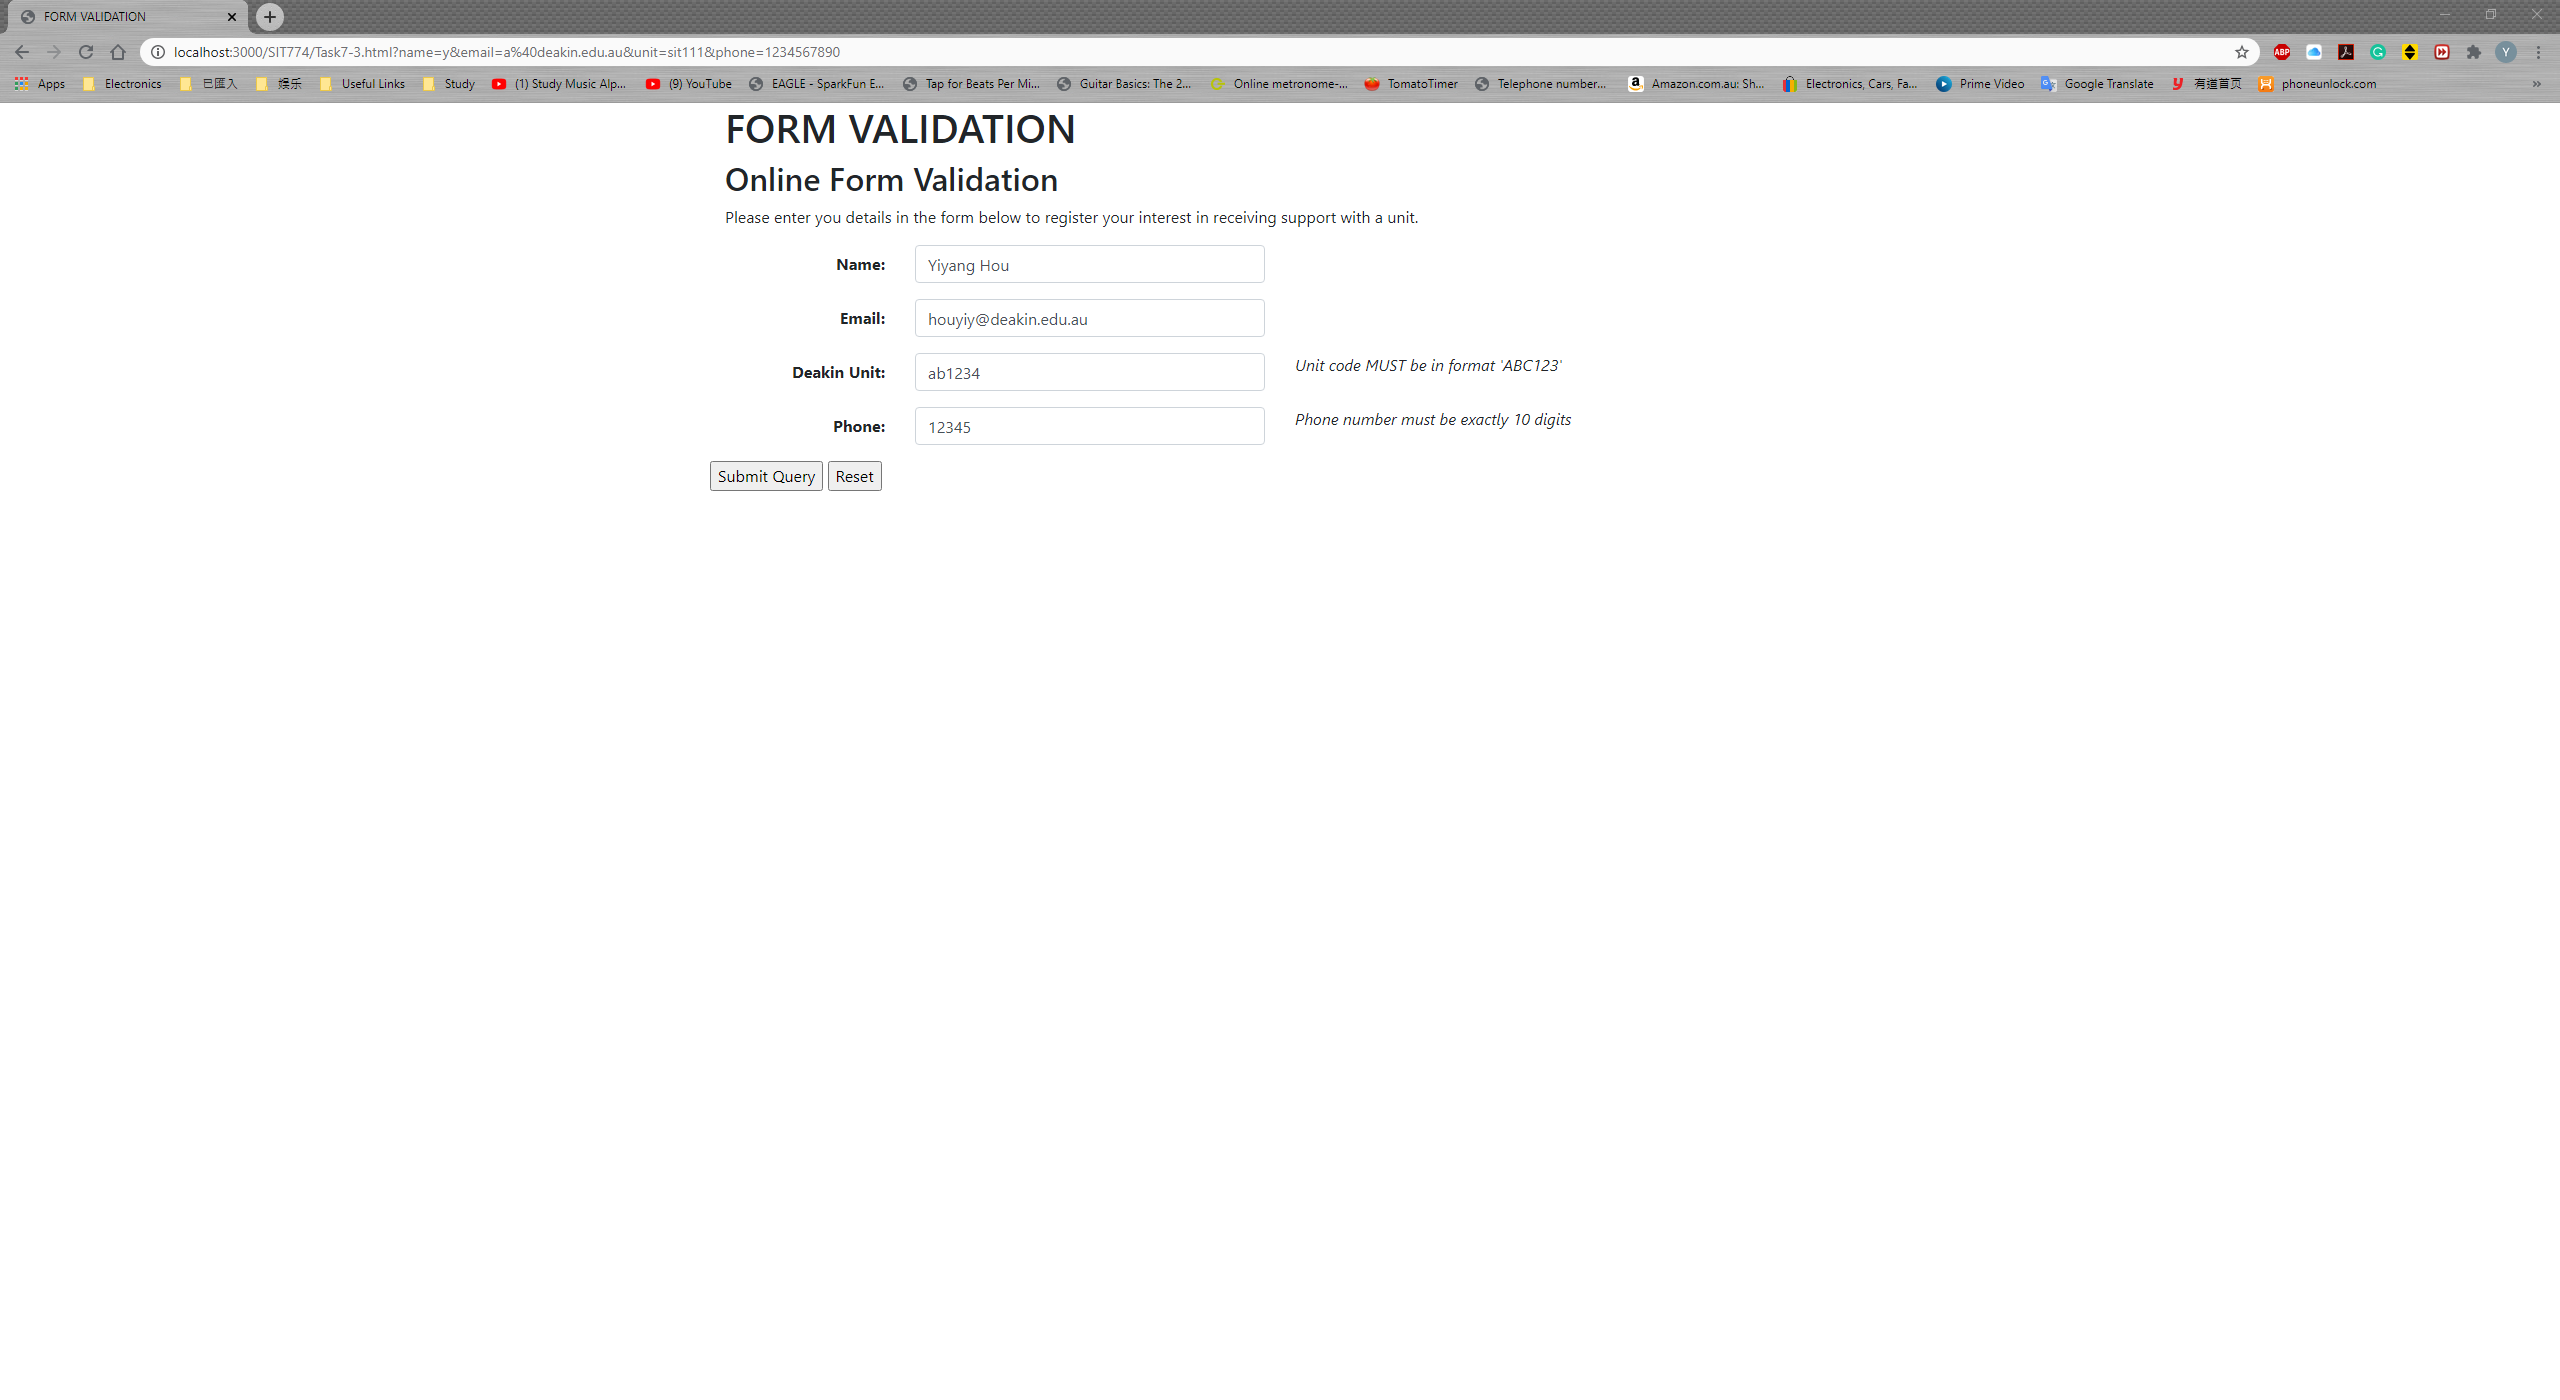 FORM VALIDATION
localhost:3000/SIT774/Task7-3.html?name=y&email=a%40deakin.edu.au&unit=sit111&phone=1234567890
ABP
Y
Apps Electronics 已匯入 娱乐 Useful Links Study (1) Study Music Alp... (9) YouTube EAGLE - SparkFun E... Tap for Beats Per Mi... Guitar Basics: The 2... Online metronome-... TomatoTimer Telephone number... Amazon.com.au: Sh... Electronics, Cars, Fa... Prime Video Google Translate 有道首页 phoneunlock.com »
FORM VALIDATION
Online Form Validation
Please enter you details in the form below to register your interest in receiving support with a unit.
Name: Yiyang Hou
Email: houyiy@deakin.edu.au
Deakin Unit: ab1234 Unit code MUST be in format 'ABC123'
Phone: 12345 Phone number must be exactly 10 digits
Submit Query Reset